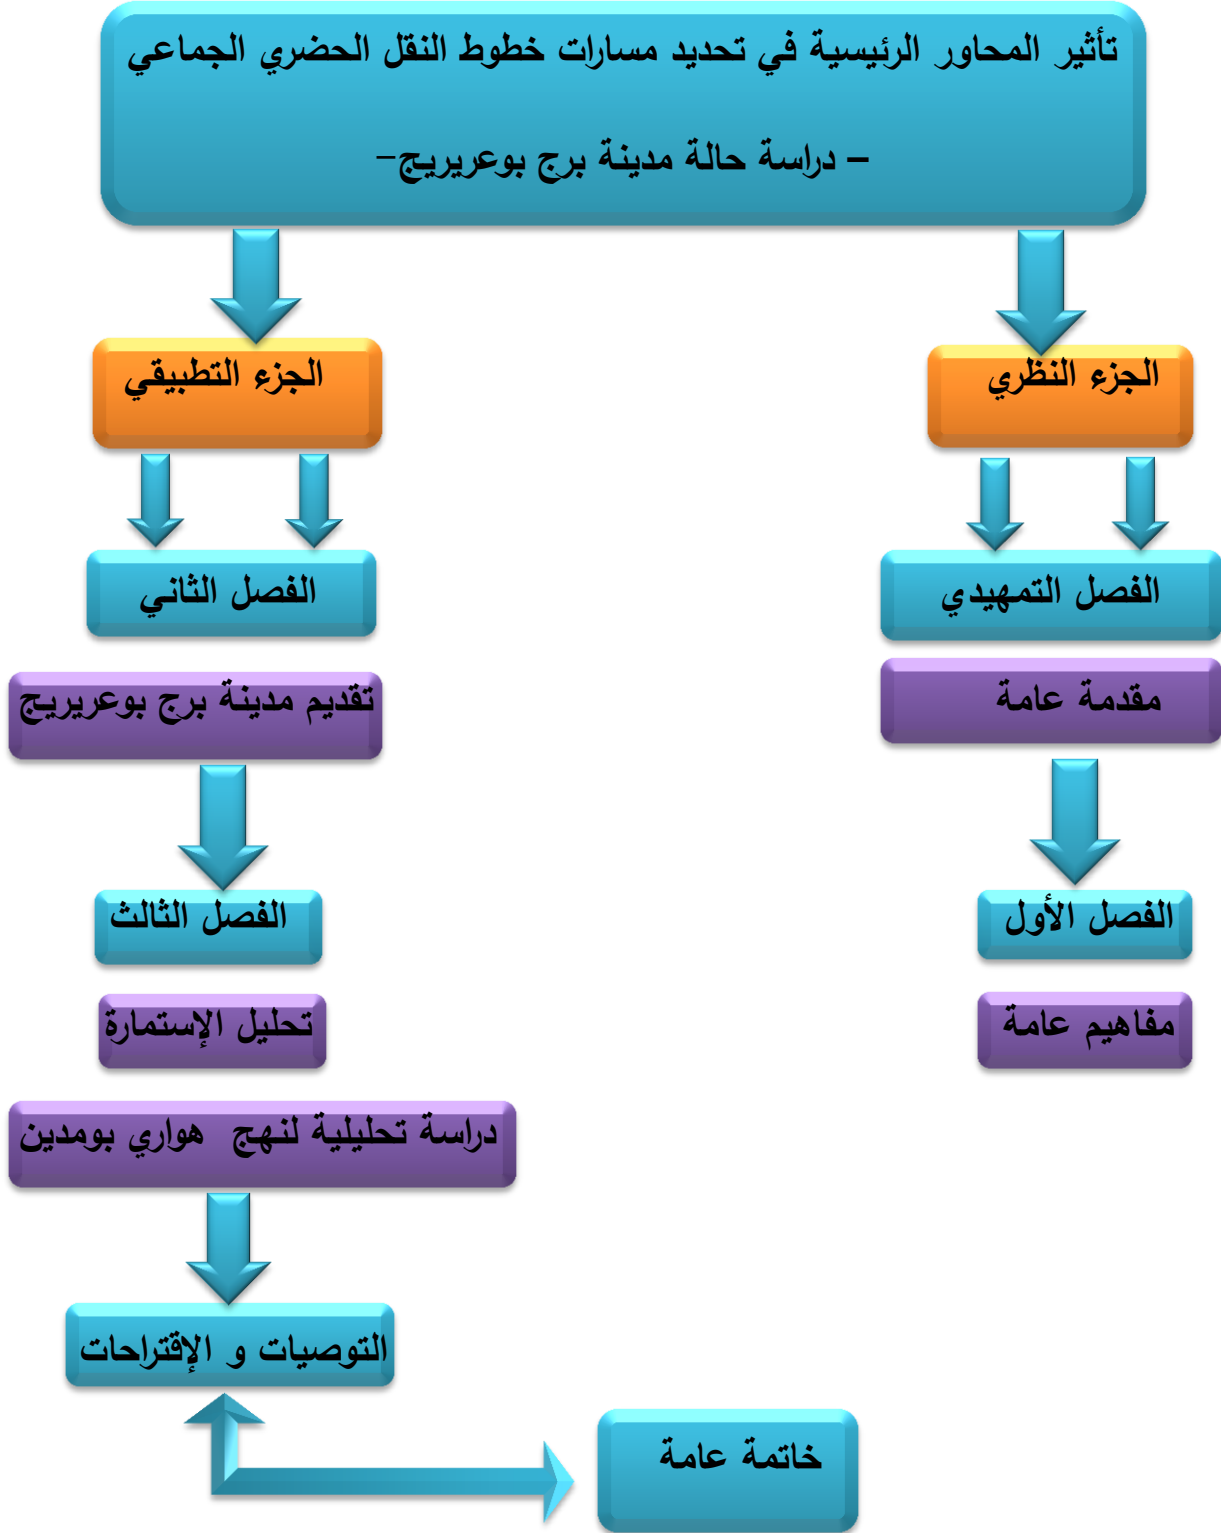 تأثير المحاور الرئيسية في تحديد مسارات خطوط النقل الحضري الجماعي
– دراسة حالة مدينة برج بوعريريج–
الجزء النظري
الجزء التطبيقي
الفصل التمهيدي
مقدمة عامة
الفصل الأول
مفاهيم عامة
الفصل الثاني
تقديم مدينة برج بوعريريج
الفصل الثالث
تحليل الإستمارة
دراسة تحليلية لنهج هواري بومدين
التوصيات و الإقتراحات
خاتمة عامة